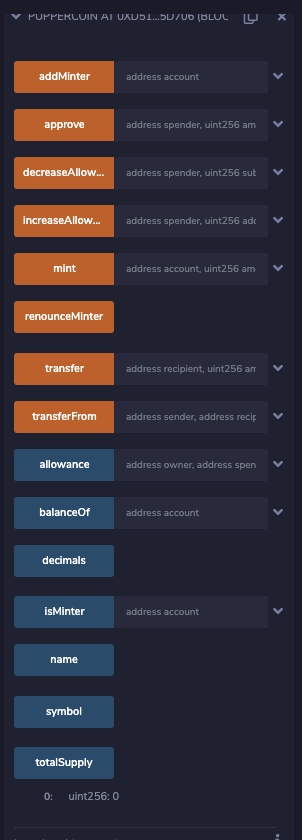 PUPPERCOIN AT 0XD51...5D706 (BLOC
addMinter address account
approve address spender, uint256 am
decreaseAllow... address spender, uint256 sub
increaseAllow... address spender, uint256 add
mint address account, uint256 am
renounceMinter
transfer address recipient, uint256 am
transferFrom address sender, address recip
allowance address owner, address spen
balanceOf address account
decimals
isMinter address account
name
symbol
totalSupply
0: uint256: 0